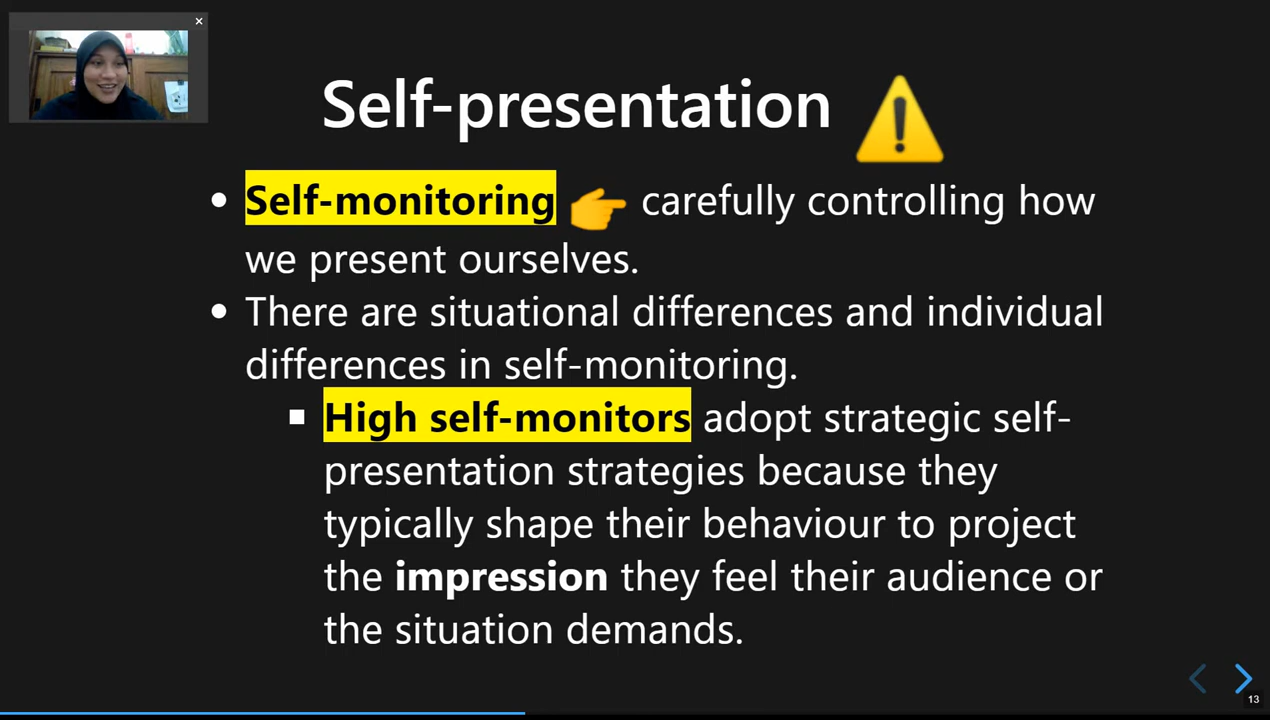 Self-presentation ⚠️
• Self-monitoring 👉 carefully controlling how
we present ourselves.
• There are situational differences and individual
differences in self-monitoring.
▪ High self-monitors adopt strategic self-
presentation strategies because they
typically shape their behaviour to project
the impression they feel their audience or
the situation demands.
13